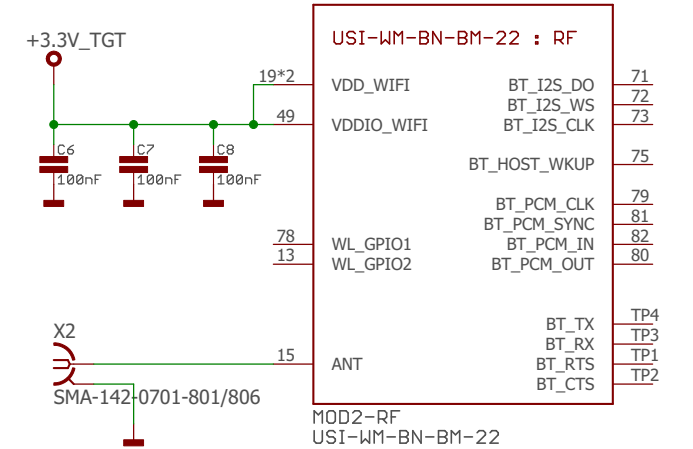 USI-WM-BN-BM-22 : RF
+3.3V_TGT
19*2 VDD_WIFI BT_I2S_DO 71
BT_I2S_WS 72
49 VDDIO_WIFI BT_I2S_CLK 73
C6 C7 C8
BT_HOST_WKUP 75
100nF 100nF 100nF
BT_PCM_CLK 79
BT_PCM_SYNC 81
78 WL_GPIO1 BT_PCM_IN 82
13 WL_GPIO2 BT_PCM_OUT 80
BT_TX TP4
X2
BT_RX TP3
15 ANT BT_RTS TP1
BT_CTS TP2
SMA-142-0701-801/806
MOD2-RF
USI-WM-BN-BM-22